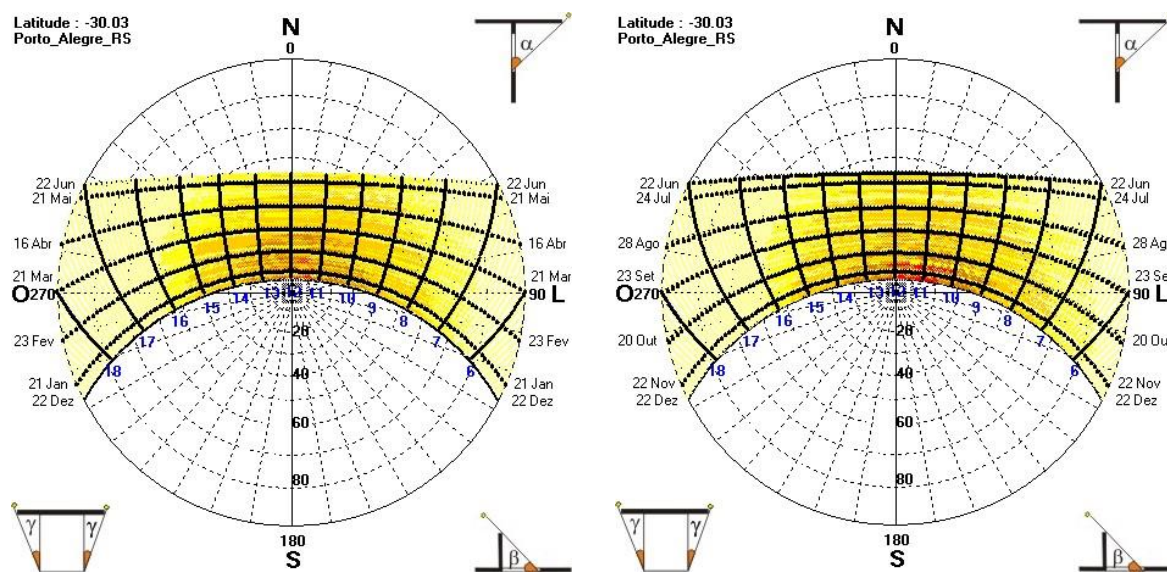 Latitude : -30.03
Porto_Alegre_RS
N
0
α
22 Jun
21 Mai
16 Abr
21 Mar
O 270
23 Fev
21 Jan
22 Dez
22 Jun
21 Mai
16 Abr
21 Mar
90 L
23 Fev
21 Jan
22 Dez
18
17
16
15
14
13
11
10
9
8
7
6
20
40
60
80
180
S
γ
γ
β
Latitude : -30.03
Porto_Alegre_RS
N
0
α
22 Jun
24 Jul
28 Ago
23 Set
O 270
20 Out
22 Nov
22 Dez
22 Jun
24 Jul
28 Ago
23 Set
90 L
20 Ou
22 Nov
22 Dez
18
17
16
15
14
13
11
10
9
8
7
6
20
40
60
80
180
S
γ
γ
β